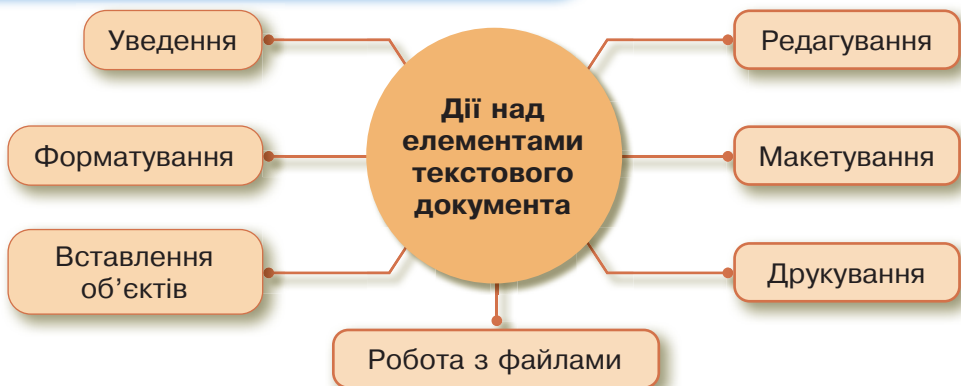 Уведення
Редагування
Дії над
елементами
текстового
документа
Форматування
Макетування
Вставлення
об’єктів
Друкування
Робота з файлами